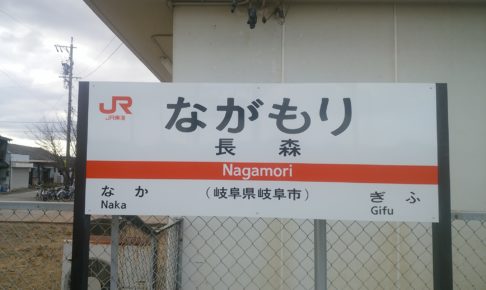 JR
JR東海
ながもり
長森
Nagamori
なか (岐阜県岐阜市) ぎふ
Naka Gifu